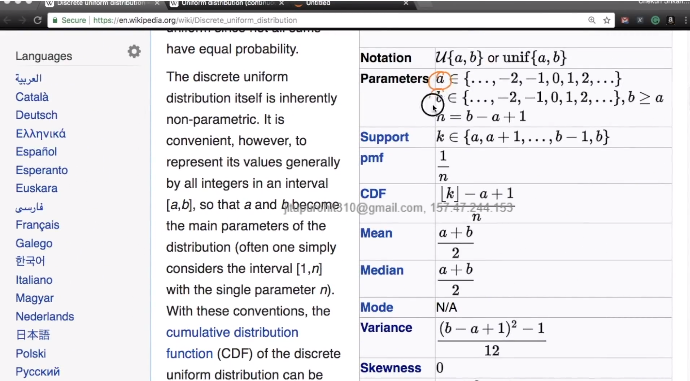 Discrete uniform distribution
Uniform distribution (continu
Untitled
Secure
https://en.wikipedia.org/wiki/Discrete_uniform_distribution
Languages
العربية
Català
Deutsch
Ελληνικά
Español
Esperanto
Euskara
فارسی
Français
Galego
한국어
Italiano
Magyar
Nederlands
日本語
Polski
Русский
have equal probability.
The discrete uniform
distribution itself is inherently
non-parametric. It is
convenient, however, to
represent its values generally
by all integers in an interval
[a,b], so that a and b become
the main parameters of the
distribution (often one simply
considers the interval [1,n]
with the single parameter n).
With these conventions, the
cumulative distribution
function (CDF) of the discrete
uniform distribution can be
Notation U{a, b} or unif{a, b}
Parameters a ∈ {…, −2, −1, 0, 1, 2, …}
b ∈ {…, −2, −1, 0, 1, 2, …}, b ≥ a
n = b − a + 1
Support k ∈ {a, a + 1, …, b − 1, b}
pmf 1/n
CDF (⌊k⌋ − a + 1)/n
Mean (a + b)/2
Median (a + b)/2
Mode N/A
Variance ((b − a + 1)² − 1)/12
Skewness 0